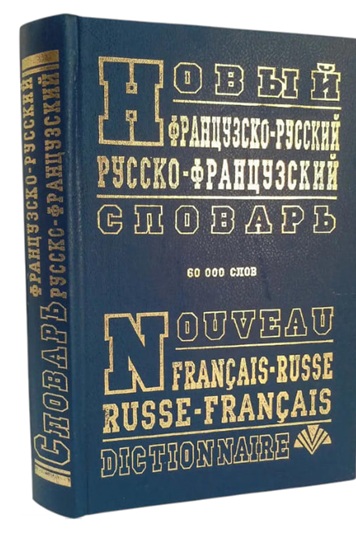 Новый
французско-русский
русско-французский
словарь
60 000 слов
Nouveau
français-russe
russe-français
dictionnaire
Словарь
французско-русский
русско-французский